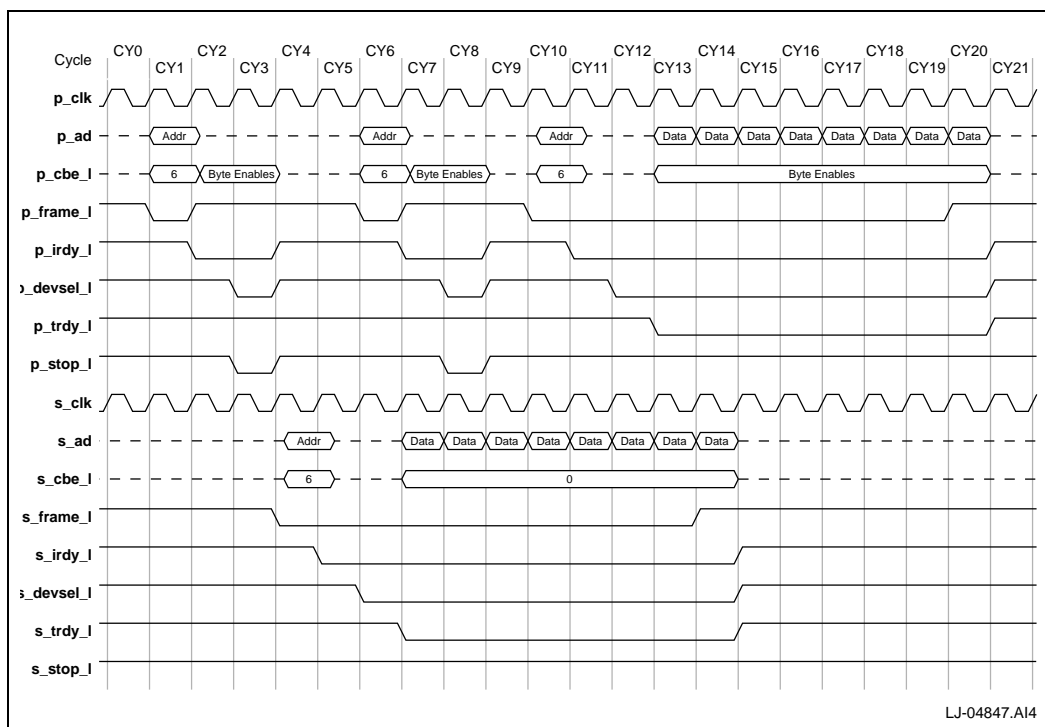 CY0 CY2 CY4 CY6 CY8 CY10 CY12 CY14 CY16 CY18 CY20
Cycle
CY1 CY3 CY5 CY7 CY9 CY11 CY13 CY15 CY17 CY19 CY21
p_clk
p_ad Addr Addr Addr Data Data Data Data Data Data Data Data
p_cbe_l 6 Byte Enables 6 Byte Enables 6 Byte Enables
p_frame_l
p_irdy_l
p_devsel_l
p_trdy_l
p_stop_l
s_clk
s_ad Addr Data Data Data Data Data Data Data Data
s_cbe_l 6 0
s_frame_l
s_irdy_l
s_devsel_l
s_trdy_l
s_stop_l
LJ-04847.AI4